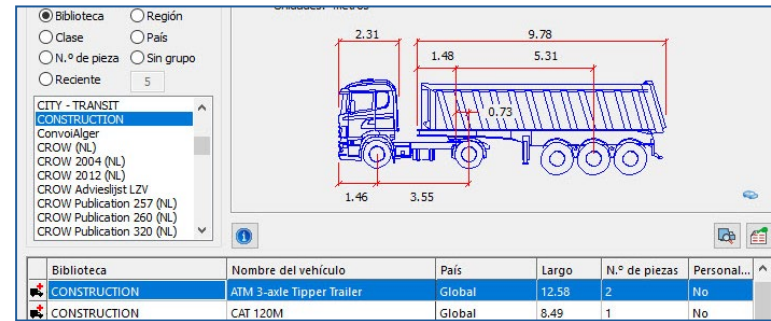 Unidades: metros
Biblioteca Región
Clase País
N.º de pieza Sin grupo
Reciente 5
CITY - TRANSIT
CONSTRUCTION
ConvoiAlger
CROW (NL)
CROW 2004 (NL)
CROW 2012 (NL)
CROW Advieslijst LZV
CROW Publication 257 (NL)
CROW Publication 260 (NL)
CROW Publication 320 (NL)
2.31 9.78
1.48 5.31
0.73
1.46 3.55
Biblioteca Nombre del vehículo País Largo N.º de piezas Personal...
CONSTRUCTION ATM 3-axle Tipper Trailer Global 12.58 2 No
CONSTRUCTION CAT 120M Global 8.49 1 No